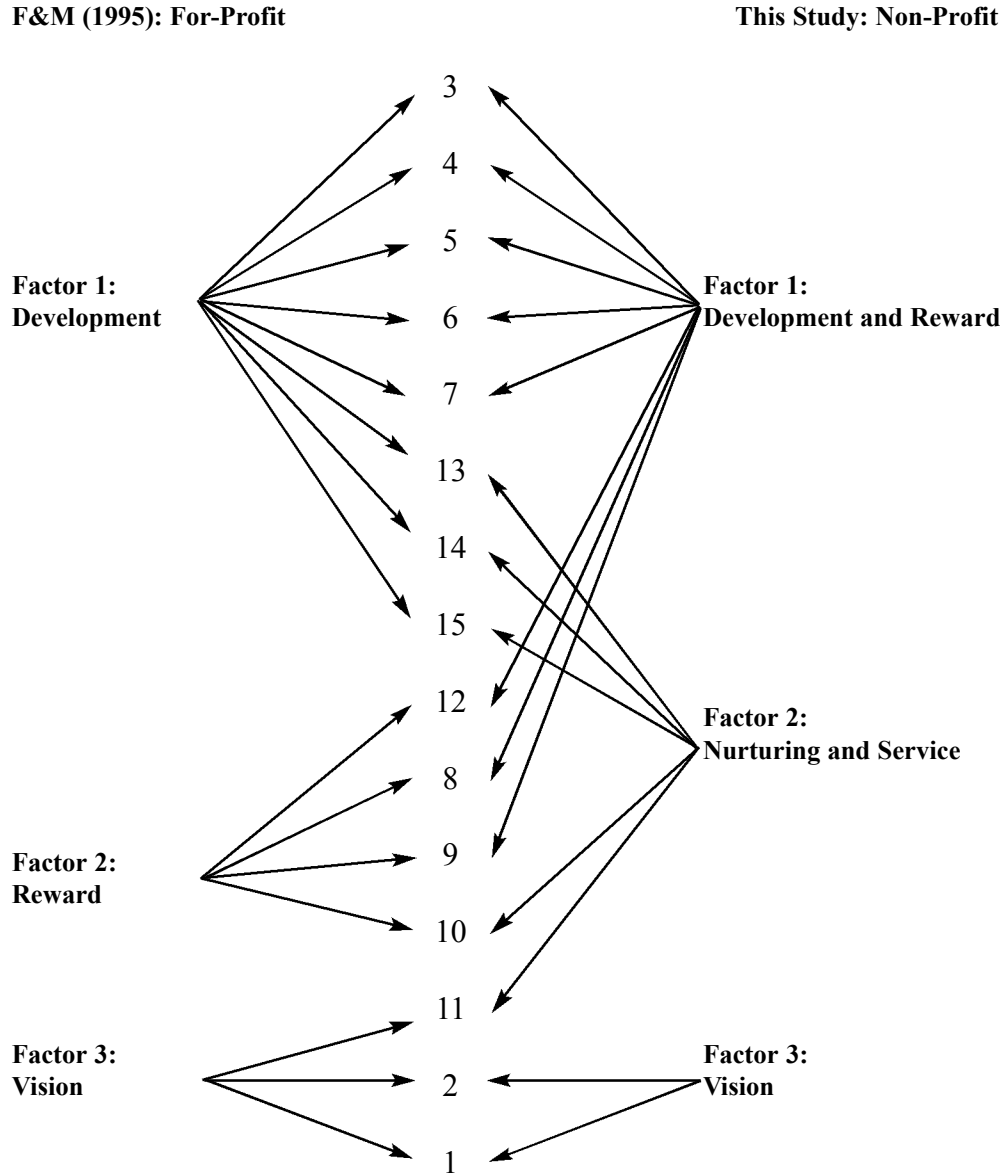 F&M (1995): For-Profit
This Study: Non-Profit
3
4
5
Factor 1:
Development
Factor 1:
Development and Reward
6
7
13
14
15
12
Factor 2:
Nurturing and Service
8
9
Factor 2:
Reward
10
11
Factor 3:
Vision
Factor 3:
Vision
2
1